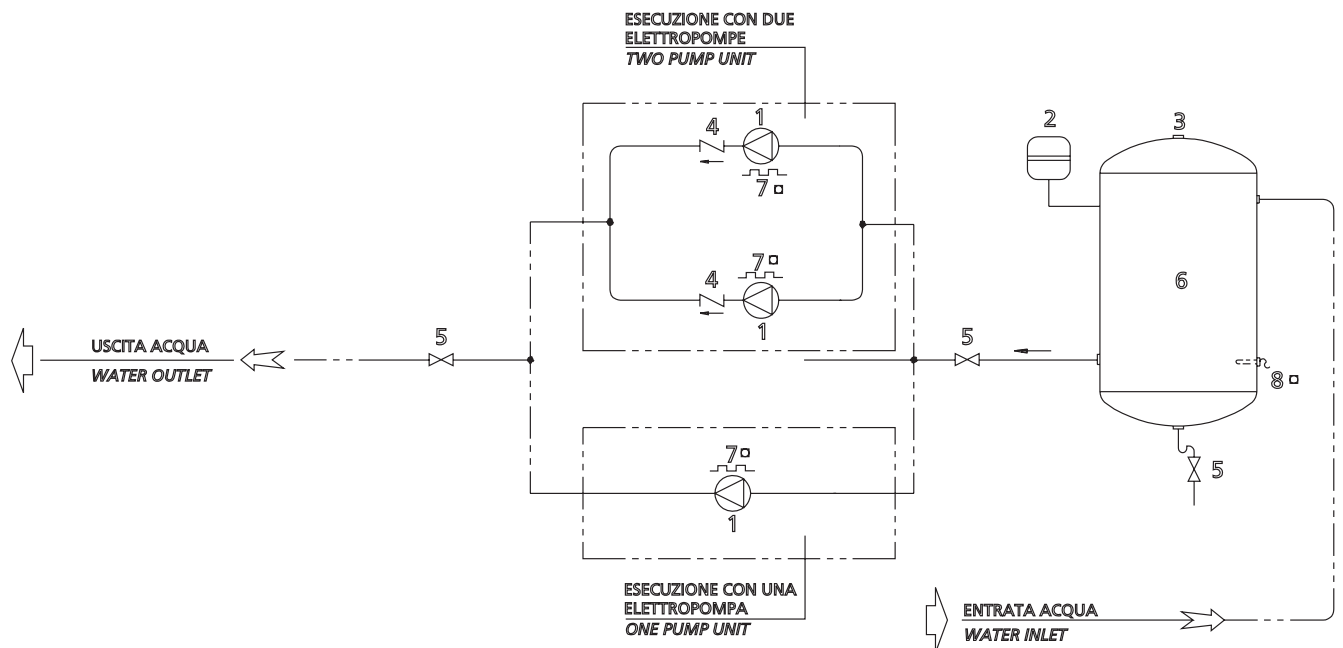 ESECUZIONE CON DUE
ELETTROPOMPE
TWO PUMP UNIT
1
4
2
3
7
7
4
1
6
5
5
USCITA ACQUA
WATER OUTLET
8
7
5
1
ESECUZIONE CON UNA
ELETTROPOMPA
ONE PUMP UNIT
ENTRATA ACQUA
WATER INLET